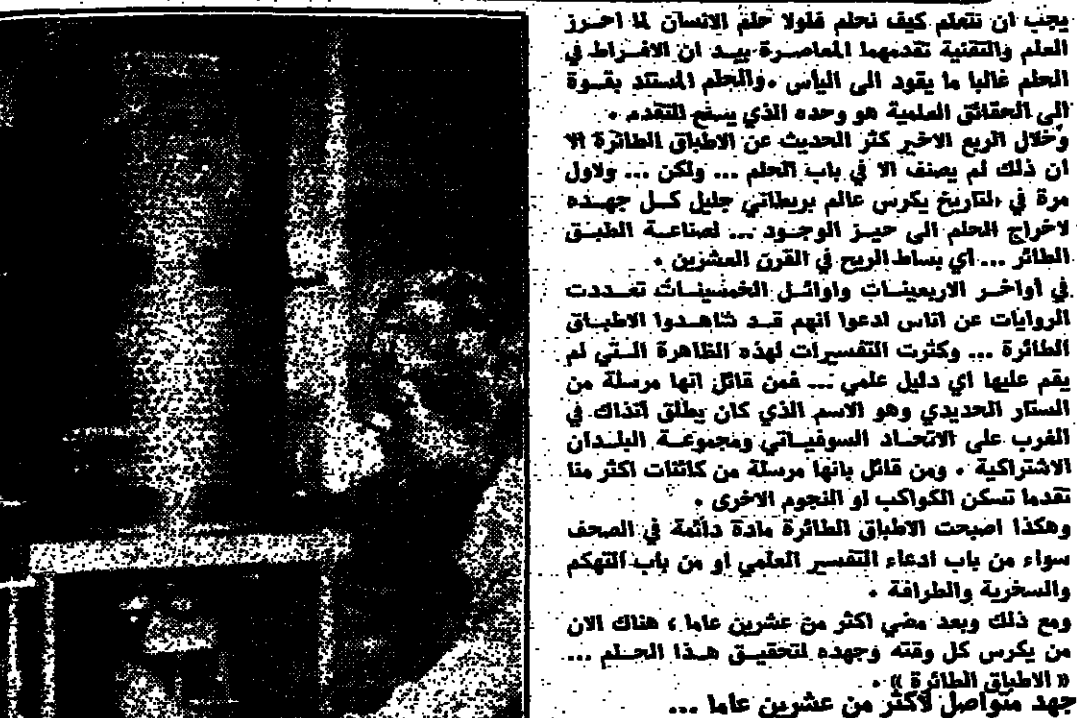 يجب ان نتعلم كيف نحلم فلولا حلم الانسان لما احرز
العلم والتقنية تقدمهما المعاصرة بيد ان الافراط في
الحلم غالبا ما يقود الى اليأس .والحلم المستند بقوة
الى الحقائق العلمية هو وحده الذي يدفع للتقدم .
وخلال الربع الاخير كثر الحديث عن الاطباق الطائرة الا
ان ذلك لم يصنف الا في باب الحلم ... ولكن ... ولاول
مرة في التاريخ يكرس عالم بريطاني جليل كل جهده
لاخراج الحلم الى حيز الوجود ... لصناعة الطبق
الطائر ... أي بساط الريح في القرن العشرين .
في أواخر الاربعينات واوائل الخمسينات تعددت
الروايات عن اناس ادعوا انهم قد شاهدوا الاطباق
الطائرة ... وكثرت التفسيرات لهذه الظاهرة التي لم
يقم عليها اي دليل علمي ... فمن قائل انها مرسلة من
الستار الحديدي وهو الاسم الذي كان يطلق آنذاك في
الغرب على الاتحاد السوفياتي ومجموعة البلدان
الاشتراكية . ومن قائل بانها مرسلة من كائنات اكثر منا
تقدما تسكن الكواكب او النجوم الاخرى .
وهكذا اصبحت الاطباق الطائرة مادة دائمة في الصحف
سواء من باب ادعاء التفسير العلمي او من باب التهكم
والسخرية والطرافة .
ومع ذلك وبعد مضي اكثر من عشرين عاما ، هناك الان
من يكرس كل وقته وجهده لتحقيق هذا الحلم ...
« الاطباق الطائرة » .
جهد متواصل لاكثر من عشرين عاما ...